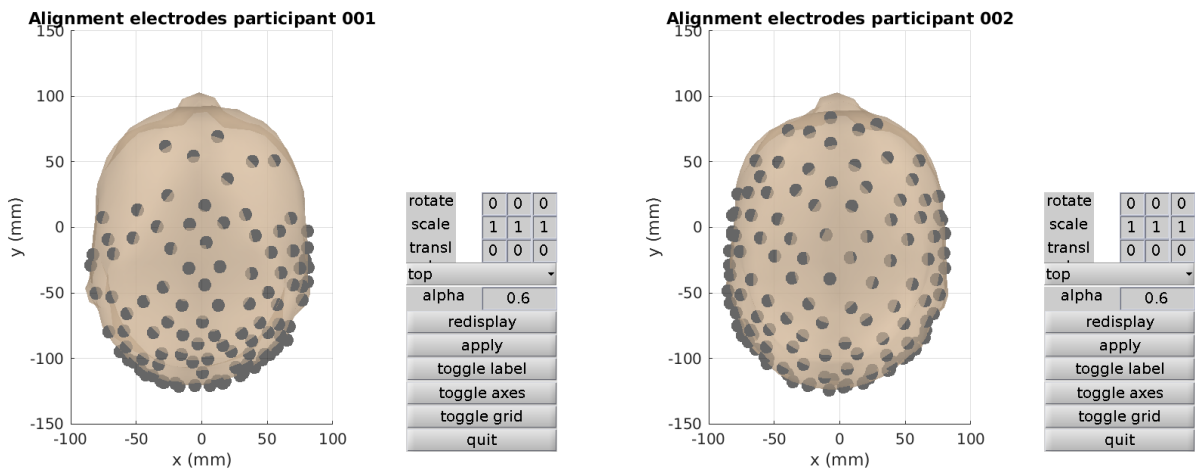 Alignment electrodes participant 001
150
100
50
0
-50
-100
-150
y (mm)
-100 -50 0 50 100
x (mm)
rotate 0 0 0
scale 1 1 1
transl 0 0 0
top
alpha 0.6
redisplay
apply
toggle label
toggle axes
toggle grid
quit
Alignment electrodes participant 002
150
100
50
0
-50
-100
-150
y (mm)
-100 -50 0 50 100
x (mm)
rotate 0 0 0
scale 1 1 1
transl 0 0 0
top
alpha 0.6
redisplay
apply
toggle label
toggle axes
toggle grid
quit